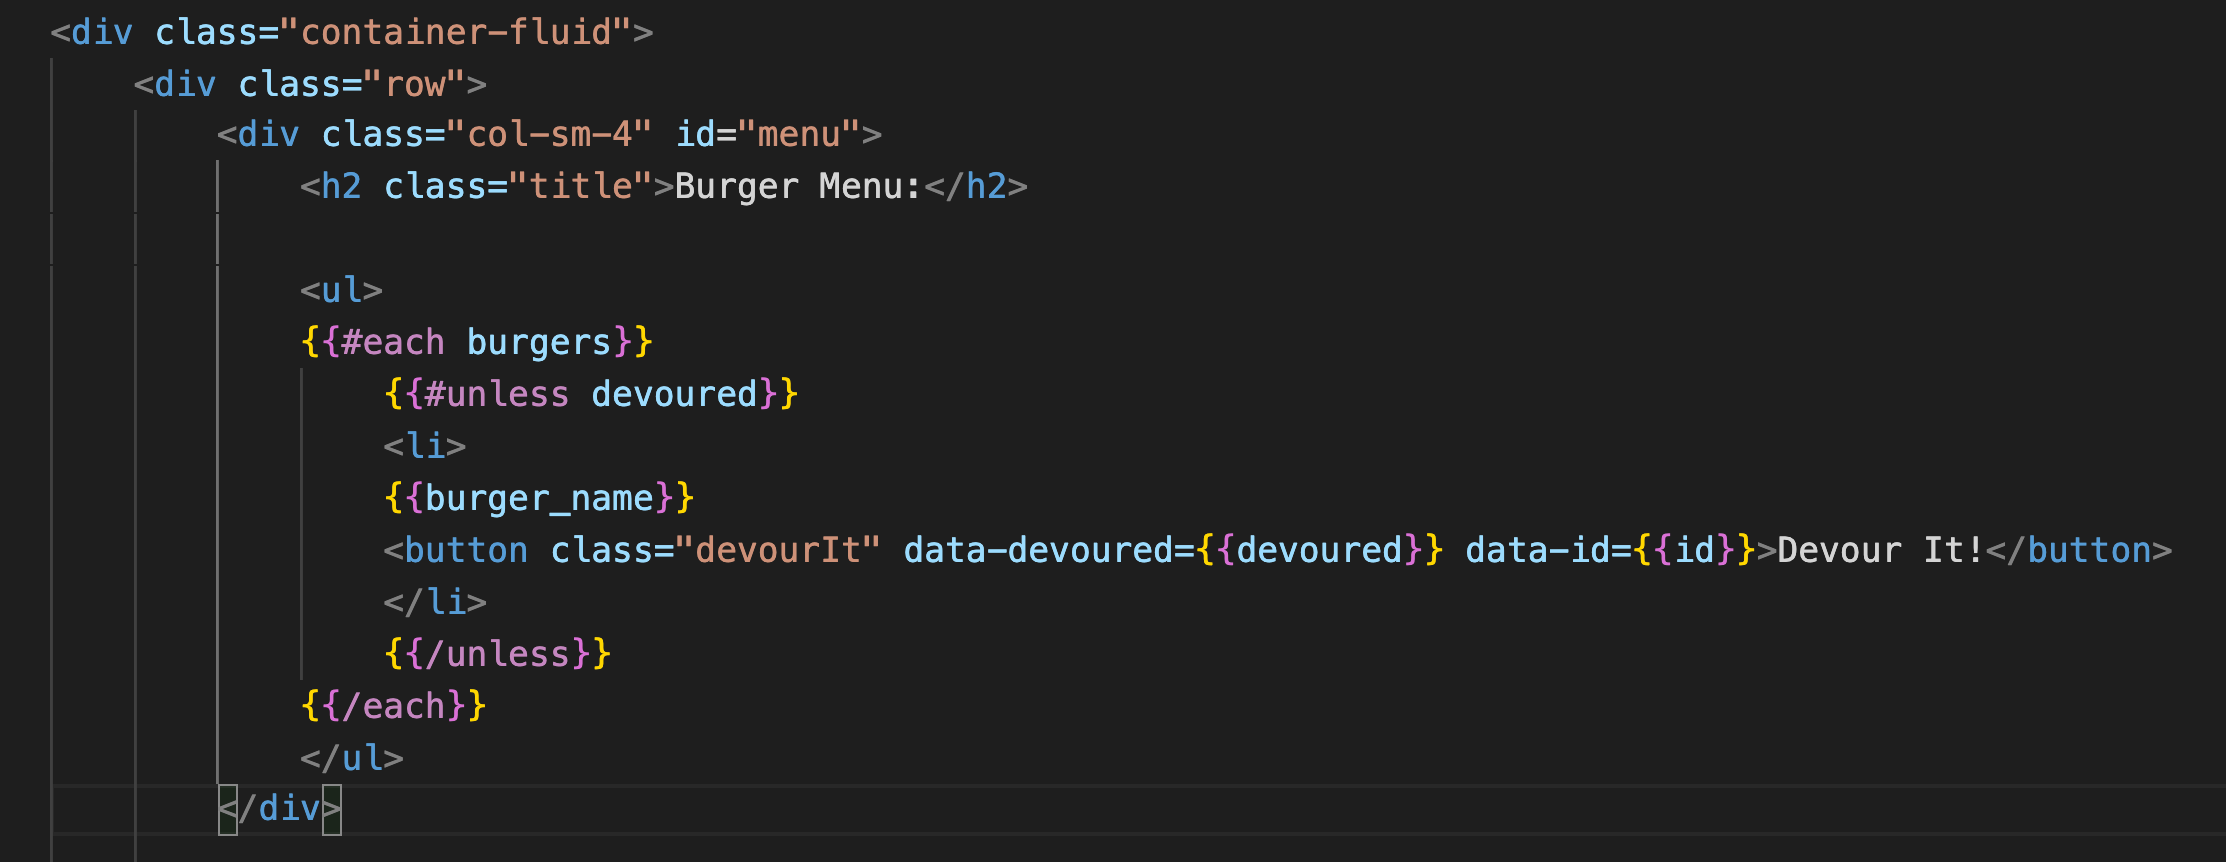 <div class="container-fluid">
    <div class="row">
        <div class="col-sm-4" id="menu">
            <h2 class="title">Burger Menu:</h2>

            <ul>
            {{#each burgers}}
                {{#unless devoured}}
                <li>
                {{burger_name}}
                <button class="devourIt" data-devoured={{devoured}} data-id={{id}}>Devour It!</button>
                </li>
                {{/unless}}
            {{/each}}
            </ul>
        </div>